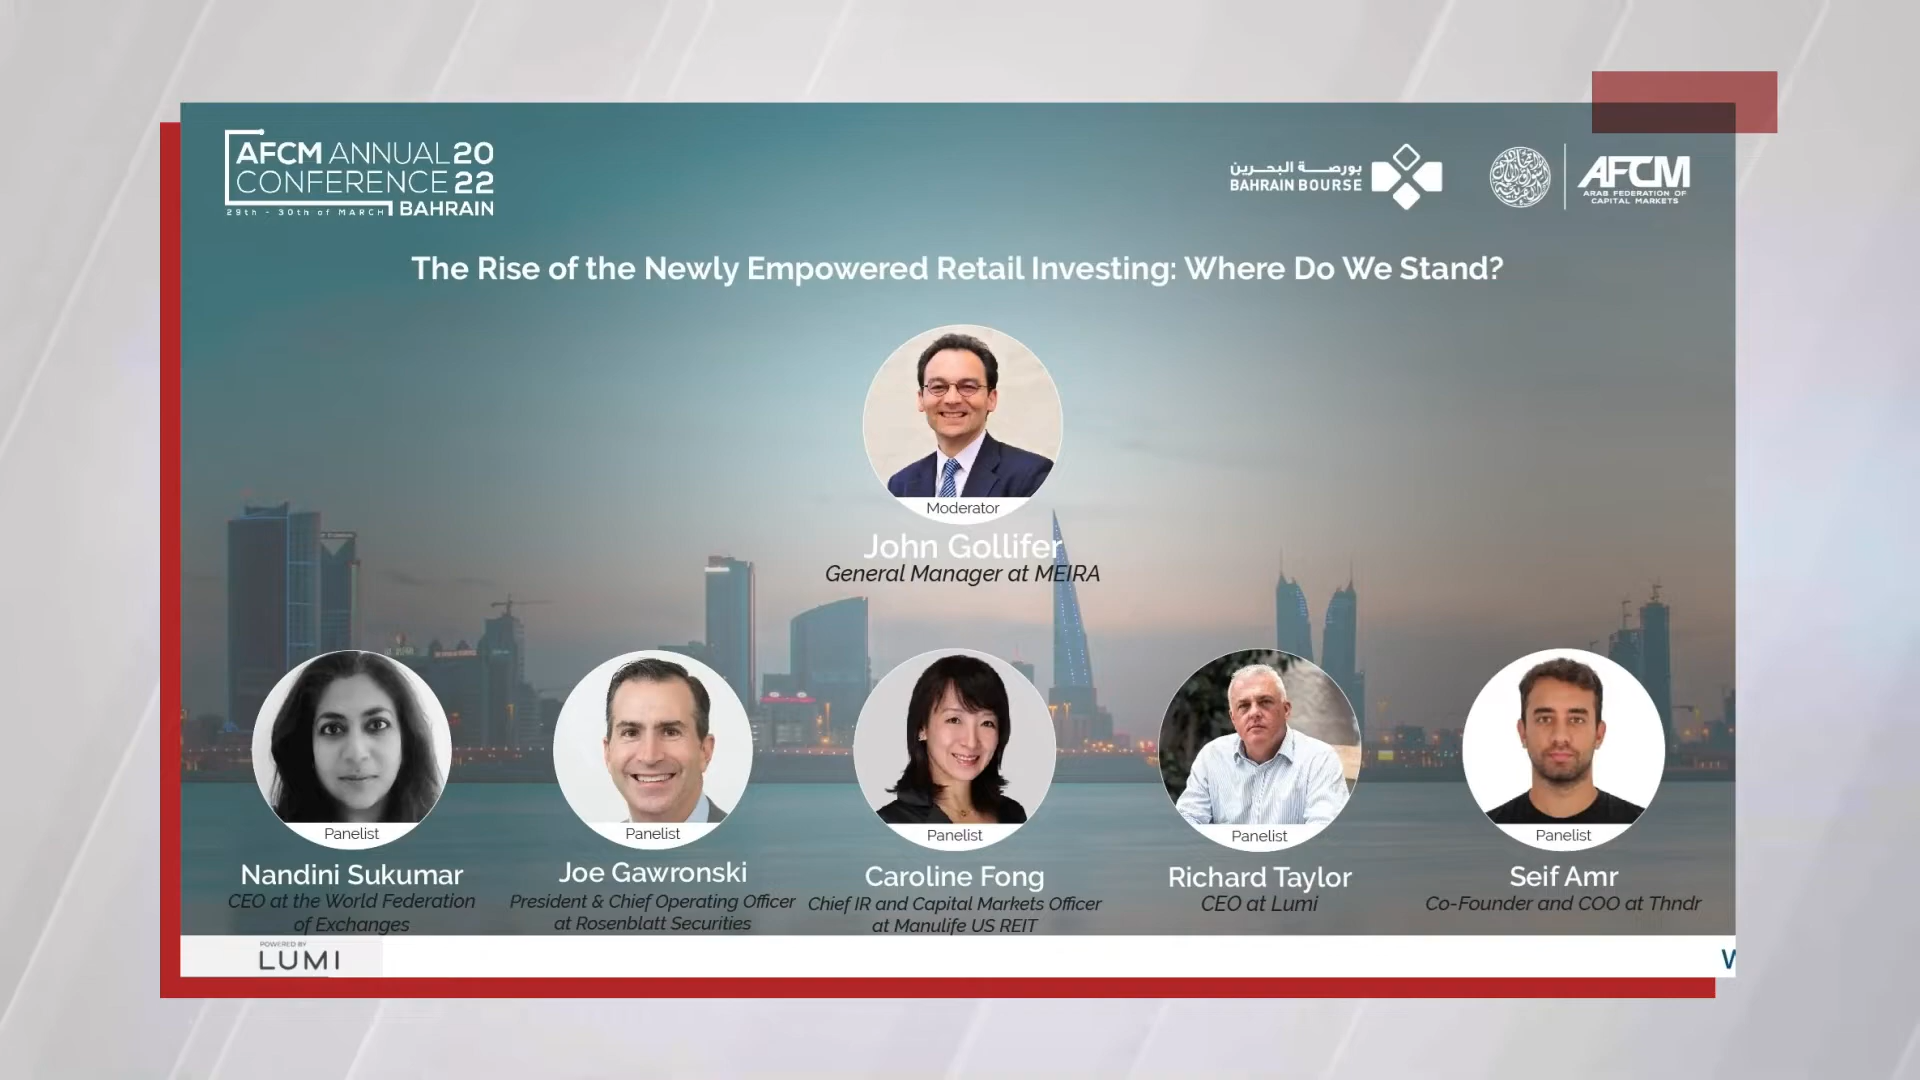 AFCM ANNUAL 20
CONFERENCE 22
29th - 30th of MARCH BAHRAIN
بورصة البحرين
BAHRAIN BOURSE
AFCM
ARAB FEDERATION OF
CAPITAL MARKETS
The Rise of the Newly Empowered Retail Investing: Where Do We Stand?
Moderator
John Gollifer
General Manager at MEIRA
Panelist
Nandini Sukumar
CEO at the World Federation
of Exchanges
Panelist
Joe Gawronski
President & Chief Operating Officer
at Rosenblatt Securities
Panelist
Caroline Fong
Chief IR and Capital Markets Officer
at Manulife US REIT
Panelist
Richard Taylor
CEO at Lumi
Panelist
Seif Amr
Co-Founder and COO at Thndr
POWERED BY
LUMI